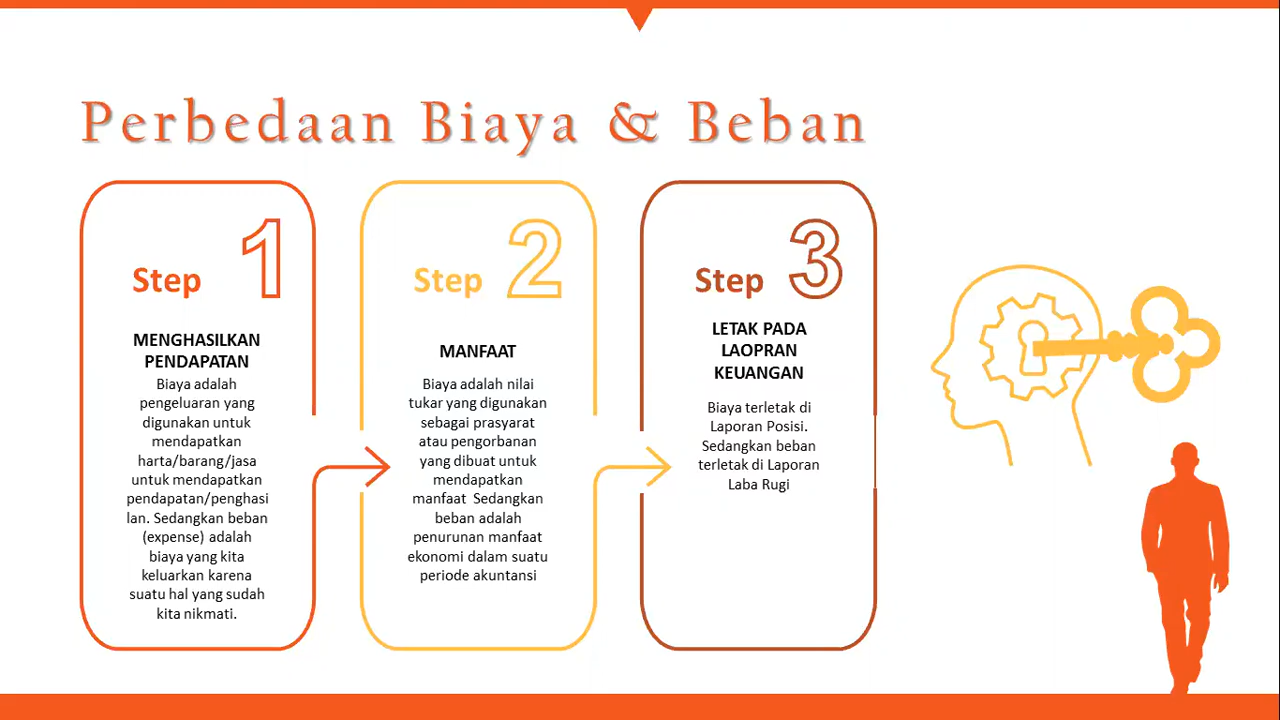 Perbedaan Biaya & Beban
Step 1
MENGHASILKAN
PENDAPATAN
Biaya adalah
pengeluaran yang
digunakan untuk
mendapatkan
harta/barang/jasa
untuk mendapatkan
pendapatan/penghasi
lan. Sedangkan beban
(expense) adalah
biaya yang kita
keluarkan karena
suatu hal yang sudah
kita nikmati.
Step 2
MANFAAT
Biaya adalah nilai
tukar yang digunakan
sebagai prasyarat
atau pengorbanan
yang dibuat untuk
mendapatkan
manfaat Sedangkan
beban adalah
penurunan manfaat
ekonomi dalam suatu
periode akuntansi
Step 3
LETAK PADA
LAOPRAN
KEUANGAN
Biaya terletak di
Laporan Posisi.
Sedangkan beban
terletak di Laporan
Laba Rugi